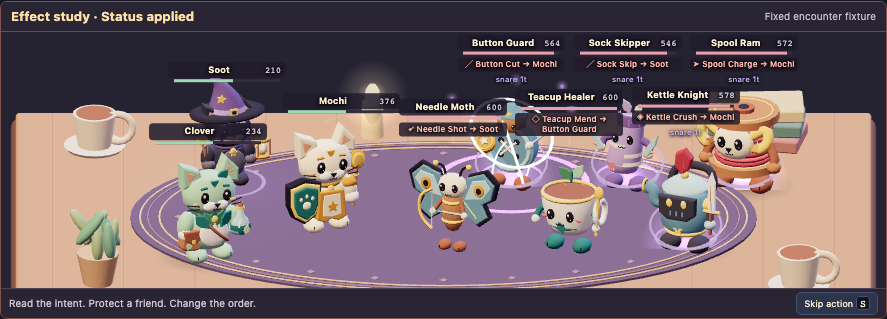 Effect study · Status applied
Fixed encounter fixture
Button Guard 564
／ Button Cut → Mochi
snare 1t
Sock Skipper 546
／ Sock Skip → Soot
snare 1t
Spool Ram 572
➤ Spool Charge → Mochi
snare 1t
Soot 210
Mochi 376
Needle Moth 600
➶ Needle Shot → Soot
Teacup Healer 600
◇ Teacup Mend →
Button Guard
Kettle Knight 578
◈ Kettle Crush → Mochi
snare 1t
Clover 234
Read the intent. Protect a friend. Change the order.
Skip action S